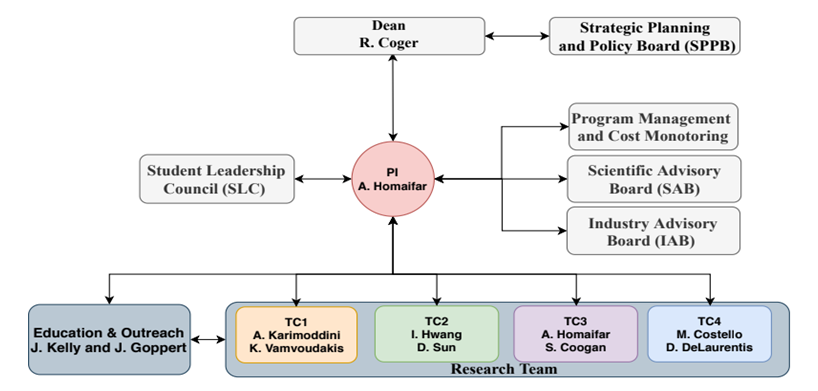 Dean
R. Coger
Strategic Planning
and Policy Board (SPPB)
Program Management
and Cost Monotoring
PI
A. Homaifar
Student Leadership
Council (SLC)
Scientific Advisory
Board (SAB)
Industry Advisory
Board (IAB)
Education & Outreach
J. Kelly and J. Goppert
TC1
A. Karimoddini
K. Vamvoudakis
TC2
I. Hwang
D. Sun
TC3
A. Homaifar
S. Coogan
TC4
M. Costello
D. DeLaurentis
Research Team